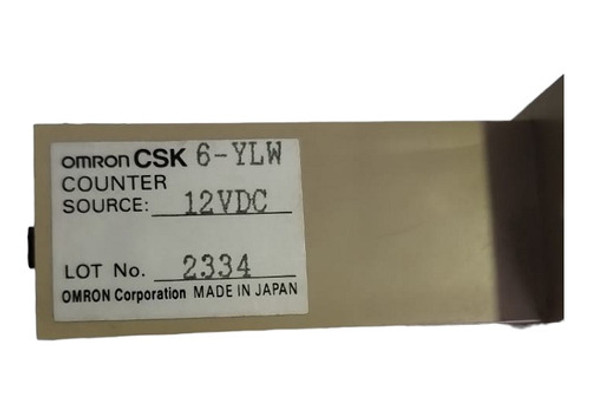 omron CSK 6-YLW
COUNTER
SOURCE: 12VDC
LOT No. 2334
OMRON Corporation MADE IN JAPAN